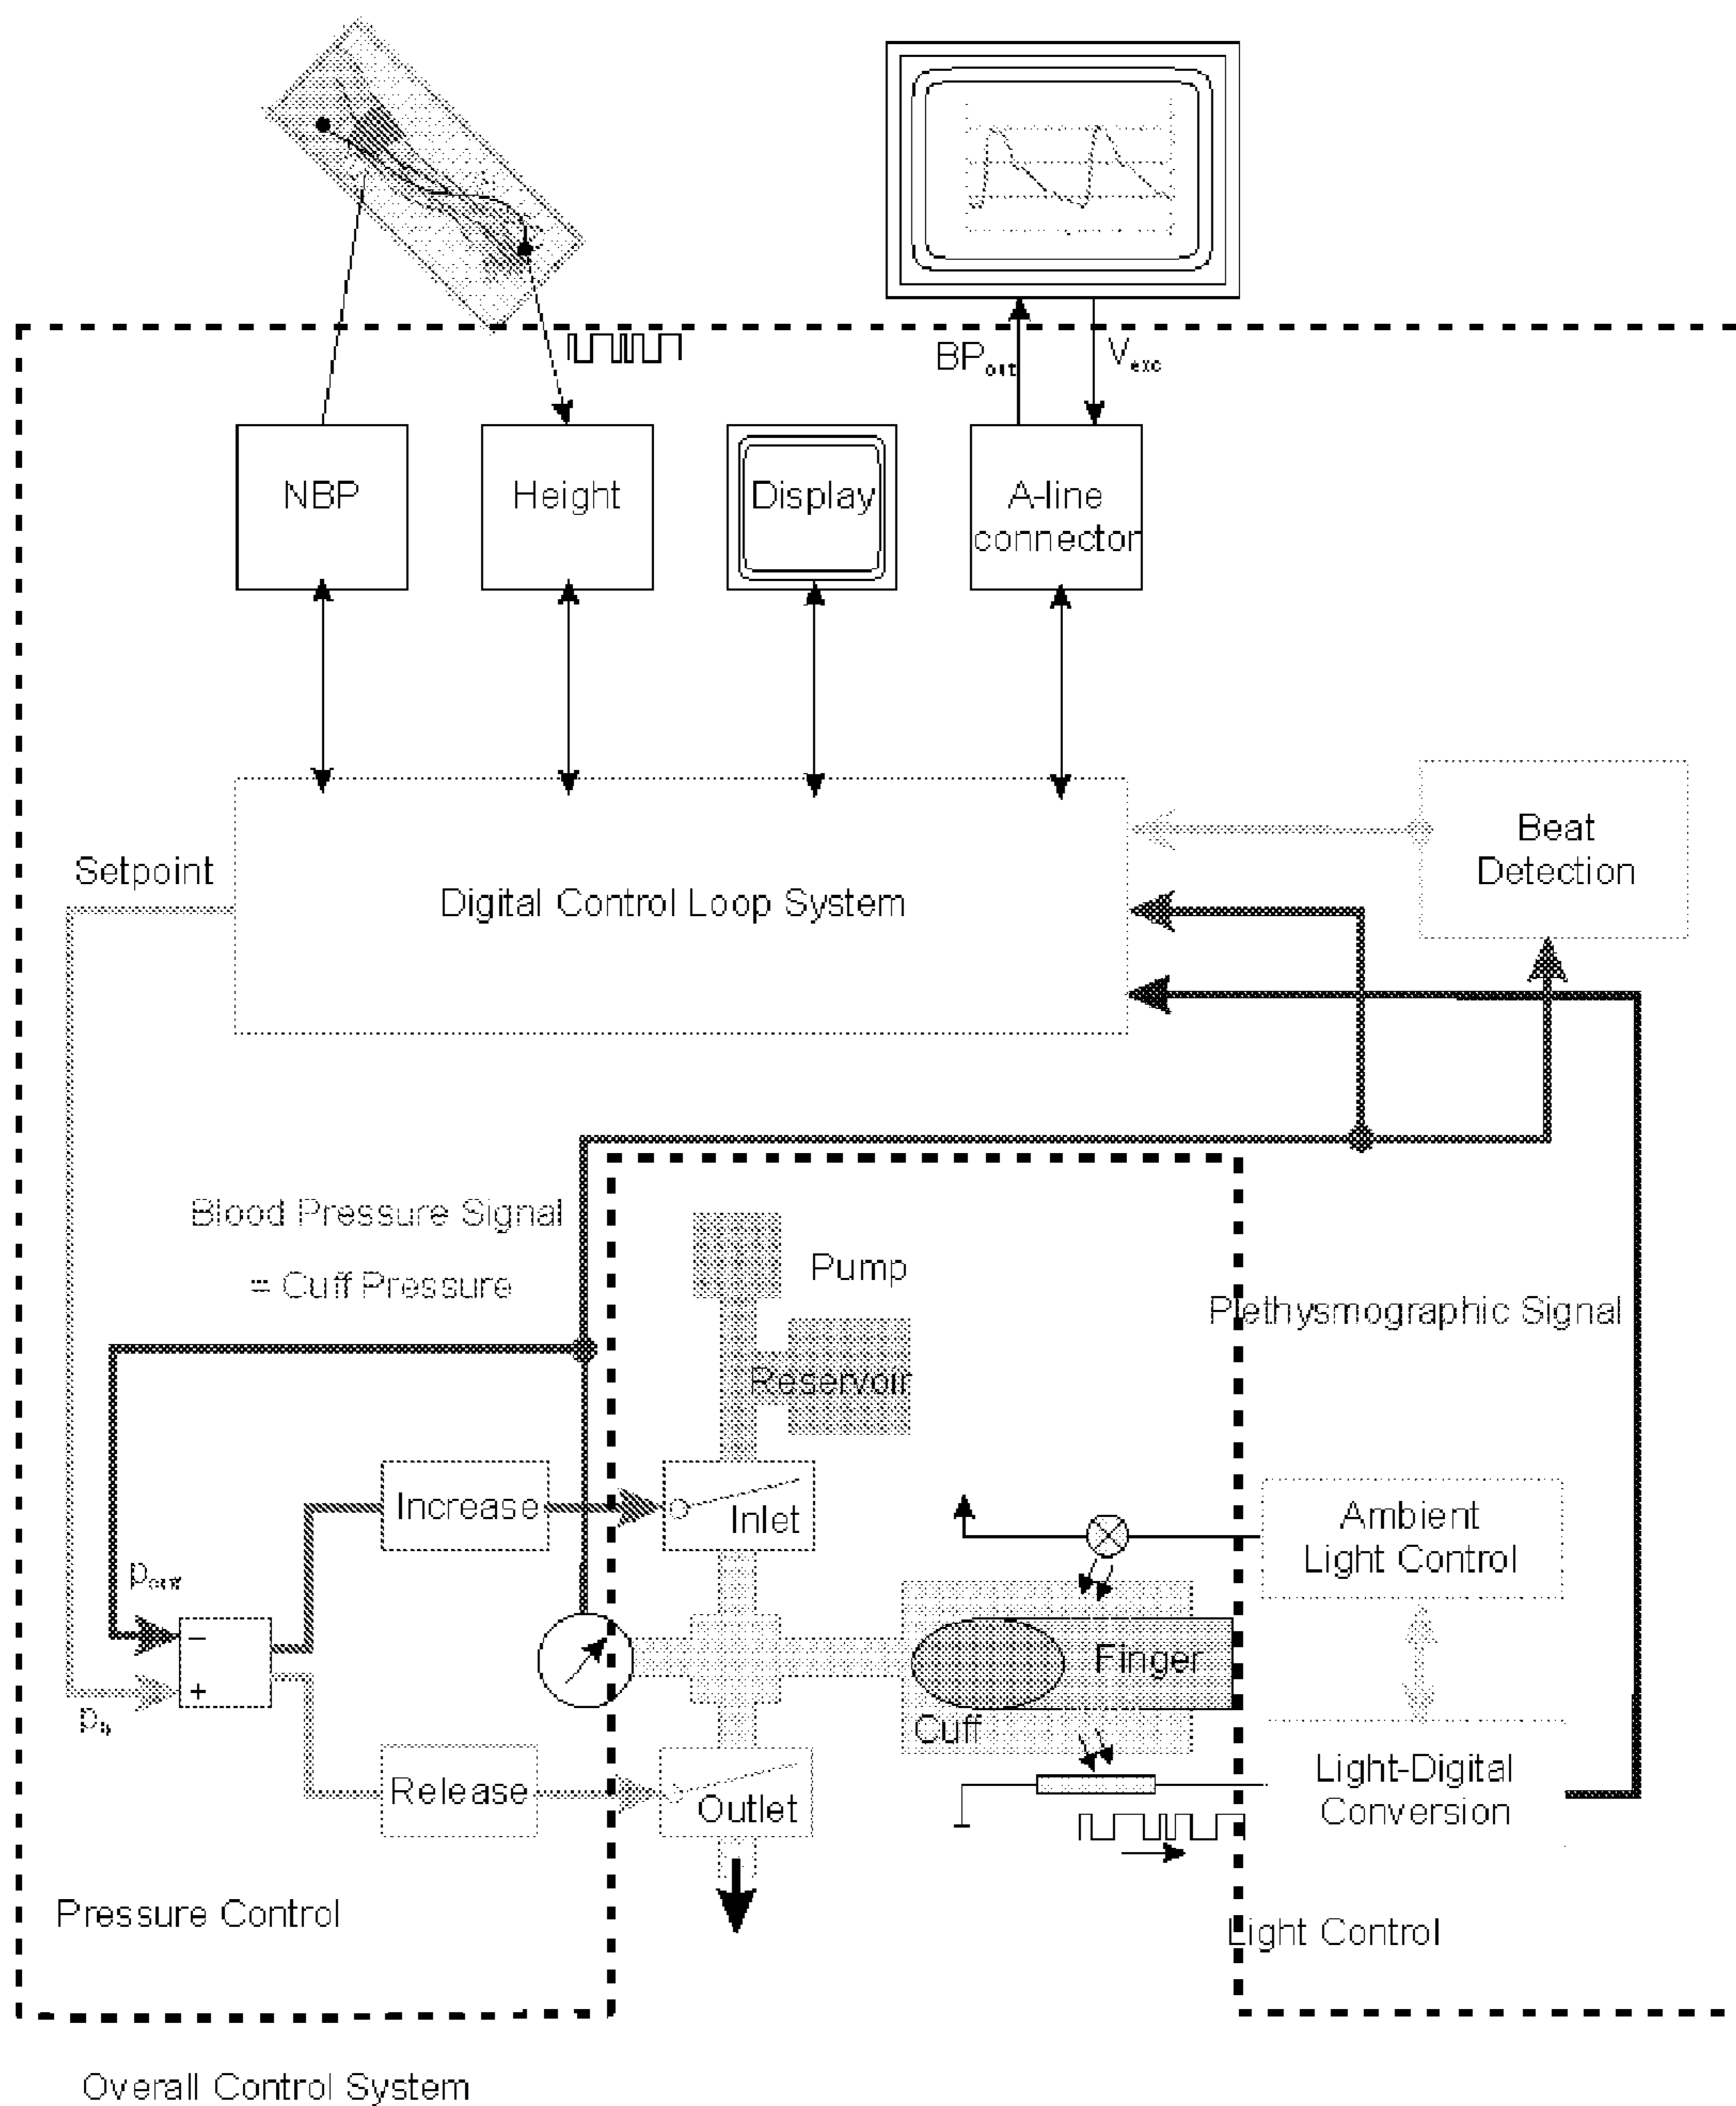 BPout
Vexc
NBP
Height
Display
A-line
connector
Beat
Detection
Setpoint
Digital Control Loop System
Blood Pressure Signal
= Cuff Pressure
Pump
Plethysmographic Signal
Reservoir
Increase
Inlet
Ambient
Light Control
–
+
Finger
Cuff
Release
Outlet
Light-Digital
Conversion
Pressure Control
Light Control
Overall Control System